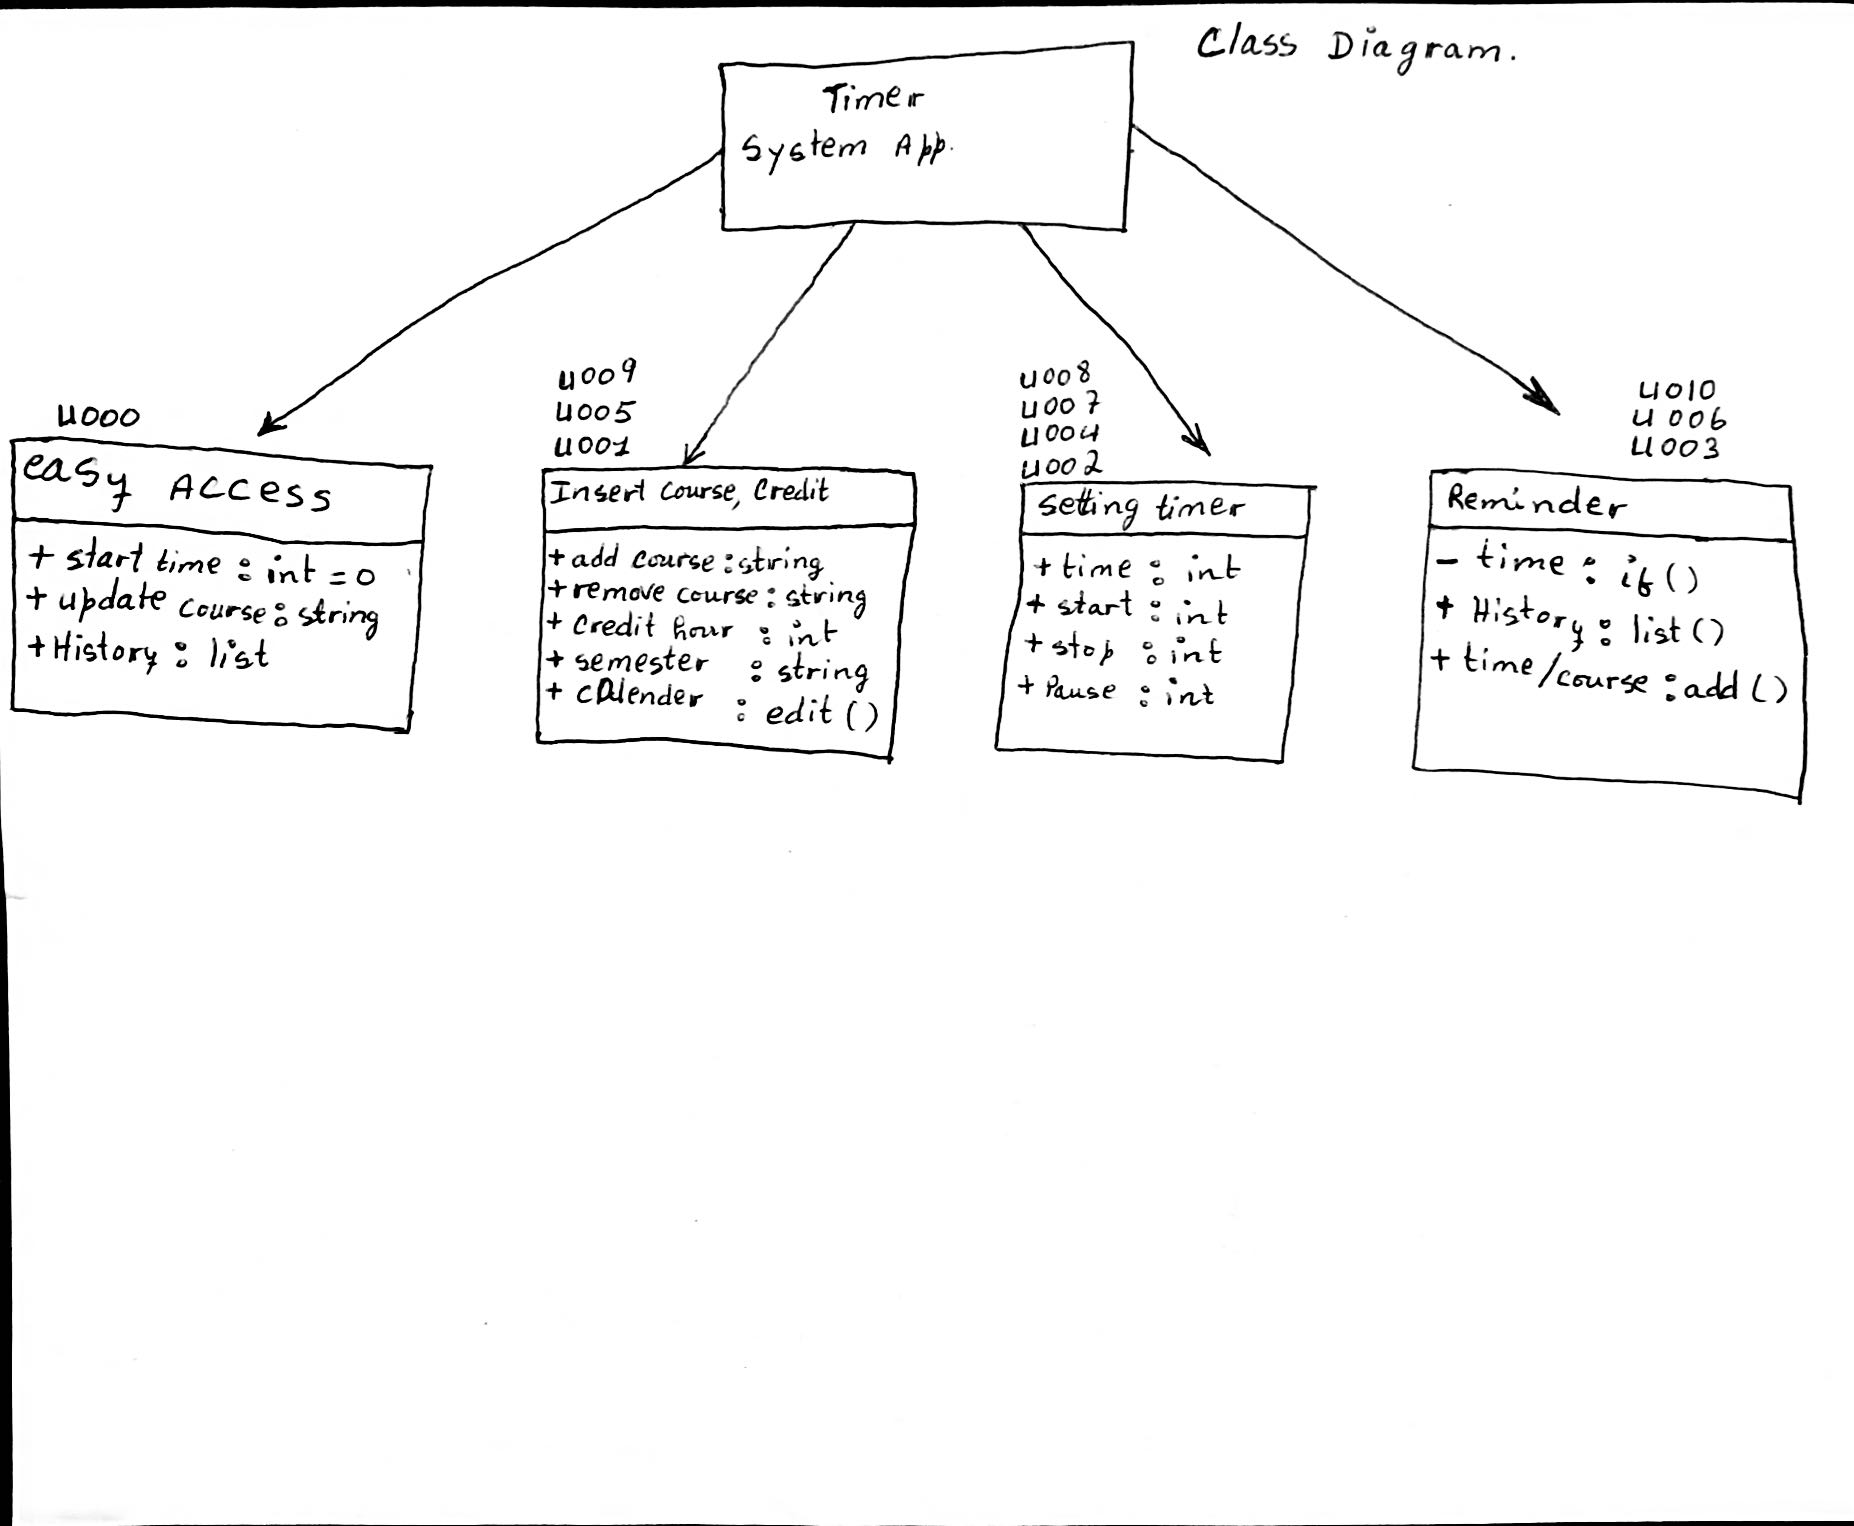 Class Diagram.
Timer
System App.
U000
easy Access
+ start time : int = 0
+ update course : string
+ History : list
U009
U005
U001
Insert course, Credit
+ add course : string
+ remove course : string
+ Credit hour : int
+ semester : string
+ calender : edit ()
U008
U007
U004
U002
setting timer
+ time : int
+ start : int
+ stop : int
+ Pause : int
U010
U006
U003
Reminder
- time : if ()
+ History : list ()
+ time/course : add ()